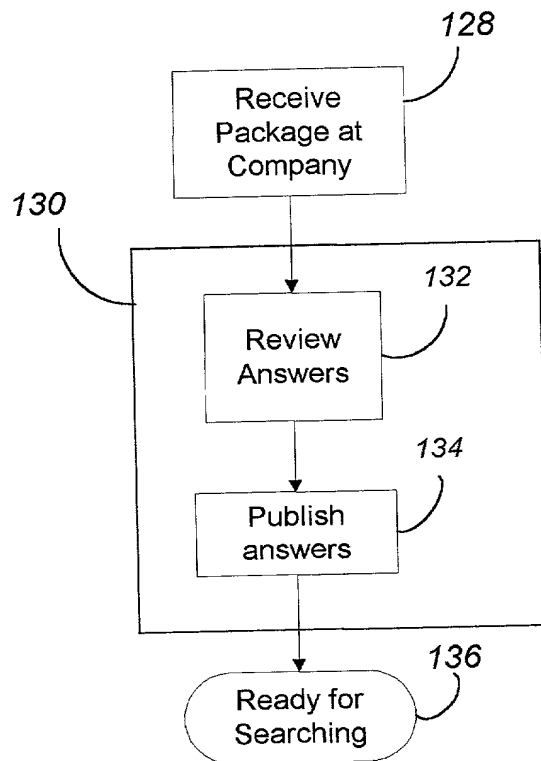 128
Receive
Package at
Company
130
132
Review
Answers
134
Publish
answers
136
Ready for
Searching